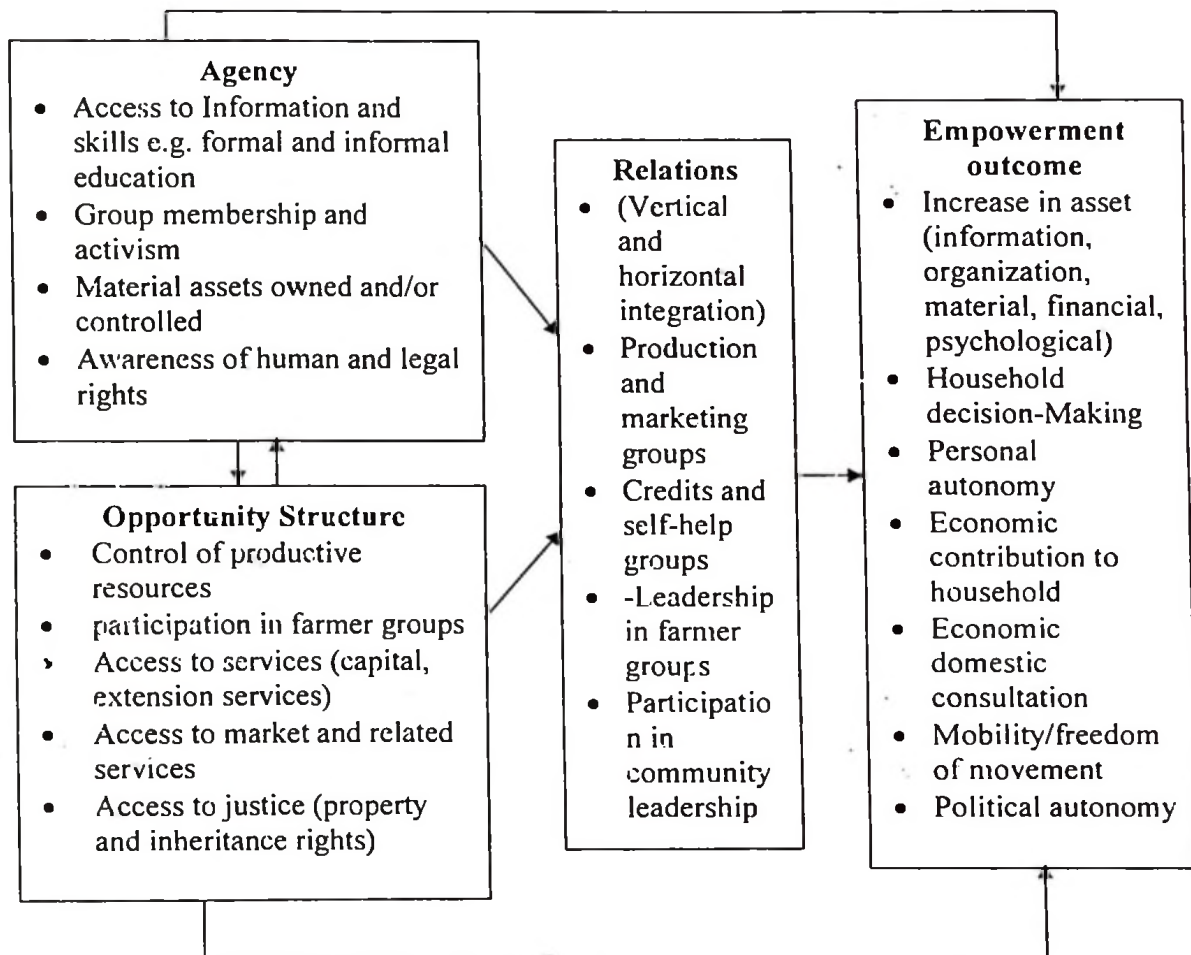 Agency
• Access to Information and
skills e.g. formal and informal
education
• Group membership and
activism
• Material assets owned and/or
controlled
• Awareness of human and legal
rights
Opportunity Structure
• Control of productive
resources
• participation in farmer groups
• Access to services (capital,
extension services)
• Access to market and related
services
• Access to justice (property
and inheritance rights)
Relations
• (Vertical
and
horizontal
integration)
• Production
and
marketing
groups
• Credits and
self-help
groups
• -Leadership
in farmer
groups
• Participatio
n in
community
leadership
Empowerment
outcome
• Increase in asset
(information,
organization,
material, financial,
psychological)
• Household
decision-Making
• Personal
autonomy
• Economic
contribution to
household
• Economic
domestic
consultation
• Mobility/freedom
of movement
• Political autonomy